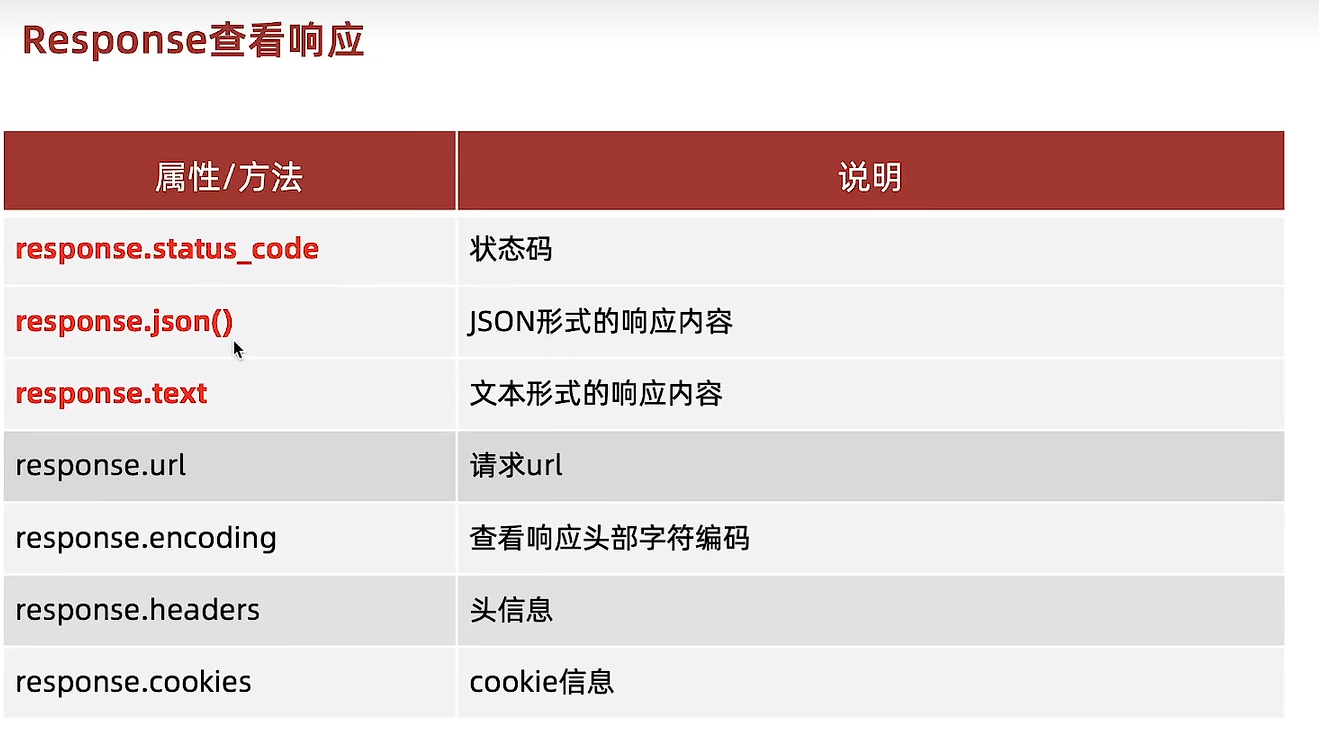 Response查看响应
属性/方法 说明
response.status_code 状态码
response.json() JSON形式的响应内容
response.text 文本形式的响应内容
response.url 请求url
response.encoding 查看响应头部字符编码
response.headers 头信息
response.cookies cookie信息